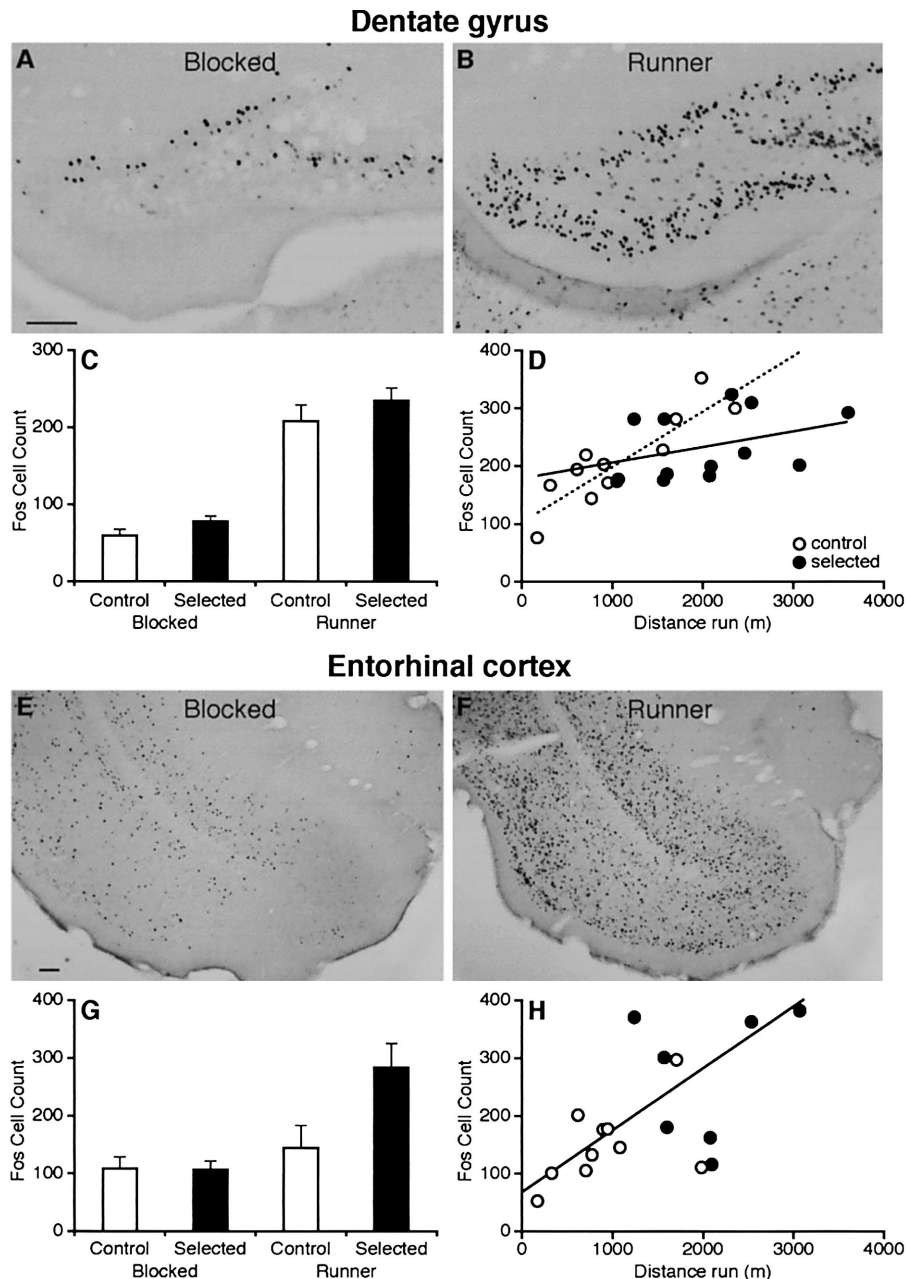 Dentate gyrus
A
Blocked
B
Runner
C
Fos Cell Count
300
200
100
0
Control
Selected
Control
Selected
Blocked
Runner
D
Fos Cell Count
400
300
200
100
0
control
selected
0
1000
2000
3000
4000
Distance run (m)
Entorhinal cortex
E
Blocked
F
Runner
G
Fos Cell Count
400
300
200
100
0
Control
Selected
Control
Selected
Blocked
Runner
H
Fos Cell Count
400
300
200
100
0
0
1000
2000
3000
4000
Distance run (m)